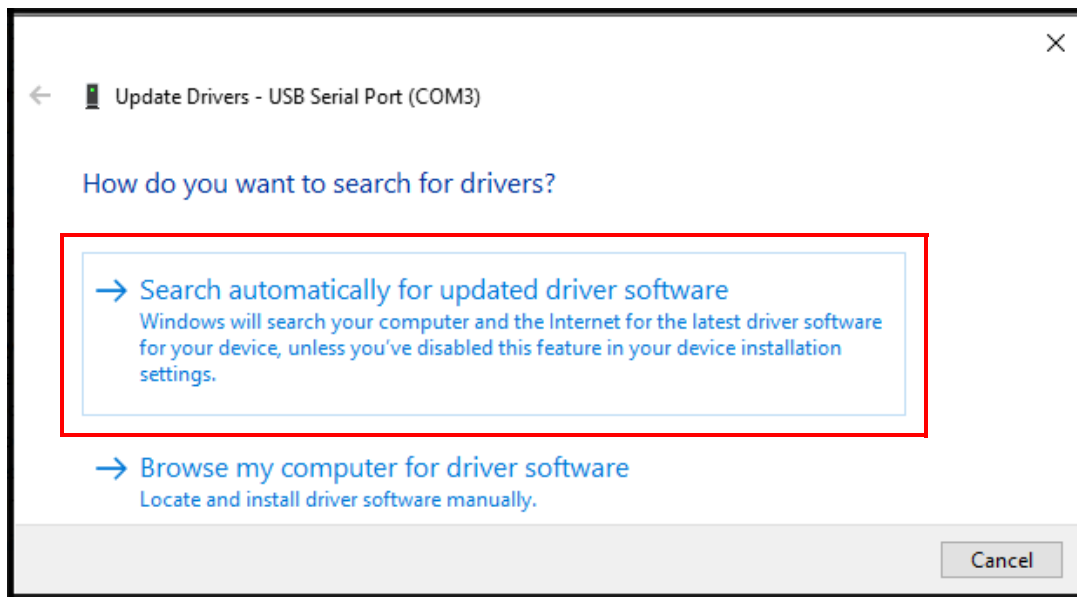 Update Drivers - USB Serial Port (COM3)
How do you want to search for drivers?
Search automatically for updated driver software
Windows will search your computer and the Internet for the latest driver software
for your device, unless you've disabled this feature in your device installation
settings.
Browse my computer for driver software
Locate and install driver software manually.
Cancel